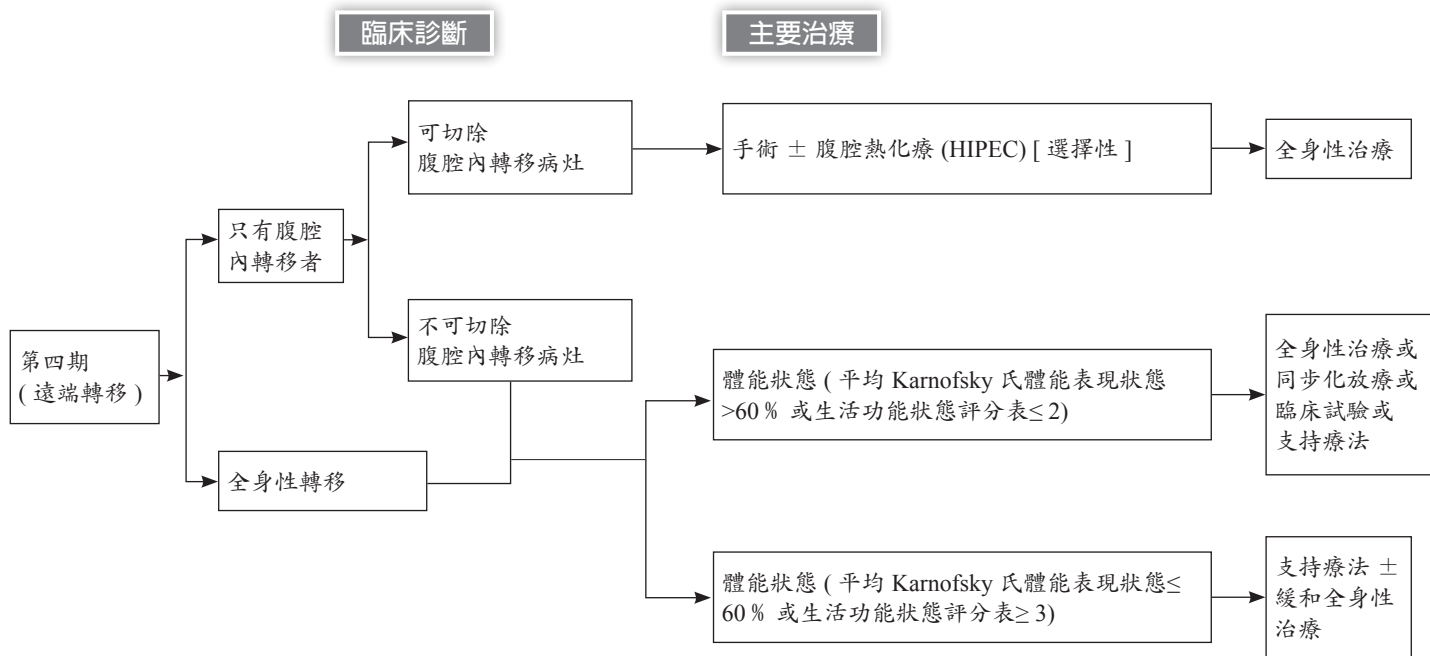 臨床診斷
主要治療
可切除
腹腔內轉移病灶
手術 ± 腹腔熱化療 (HIPEC) [ 選擇性 ]
全身性治療
只有腹腔
內轉移者
不可切除
腹腔內轉移病灶
第四期
( 遠端轉移 )
體能狀態 ( 平均 Karnofsky 氏體能表現狀態
>60 % 或生活功能狀態評分表≤ 2)
全身性治療或
同步化放療或
臨床試驗或
支持療法
全身性轉移
體能狀態 ( 平均 Karnofsky 氏體能表現狀態≤
60 % 或生活功能狀態評分表≥ 3)
支持療法 ±
緩和全身性
治療